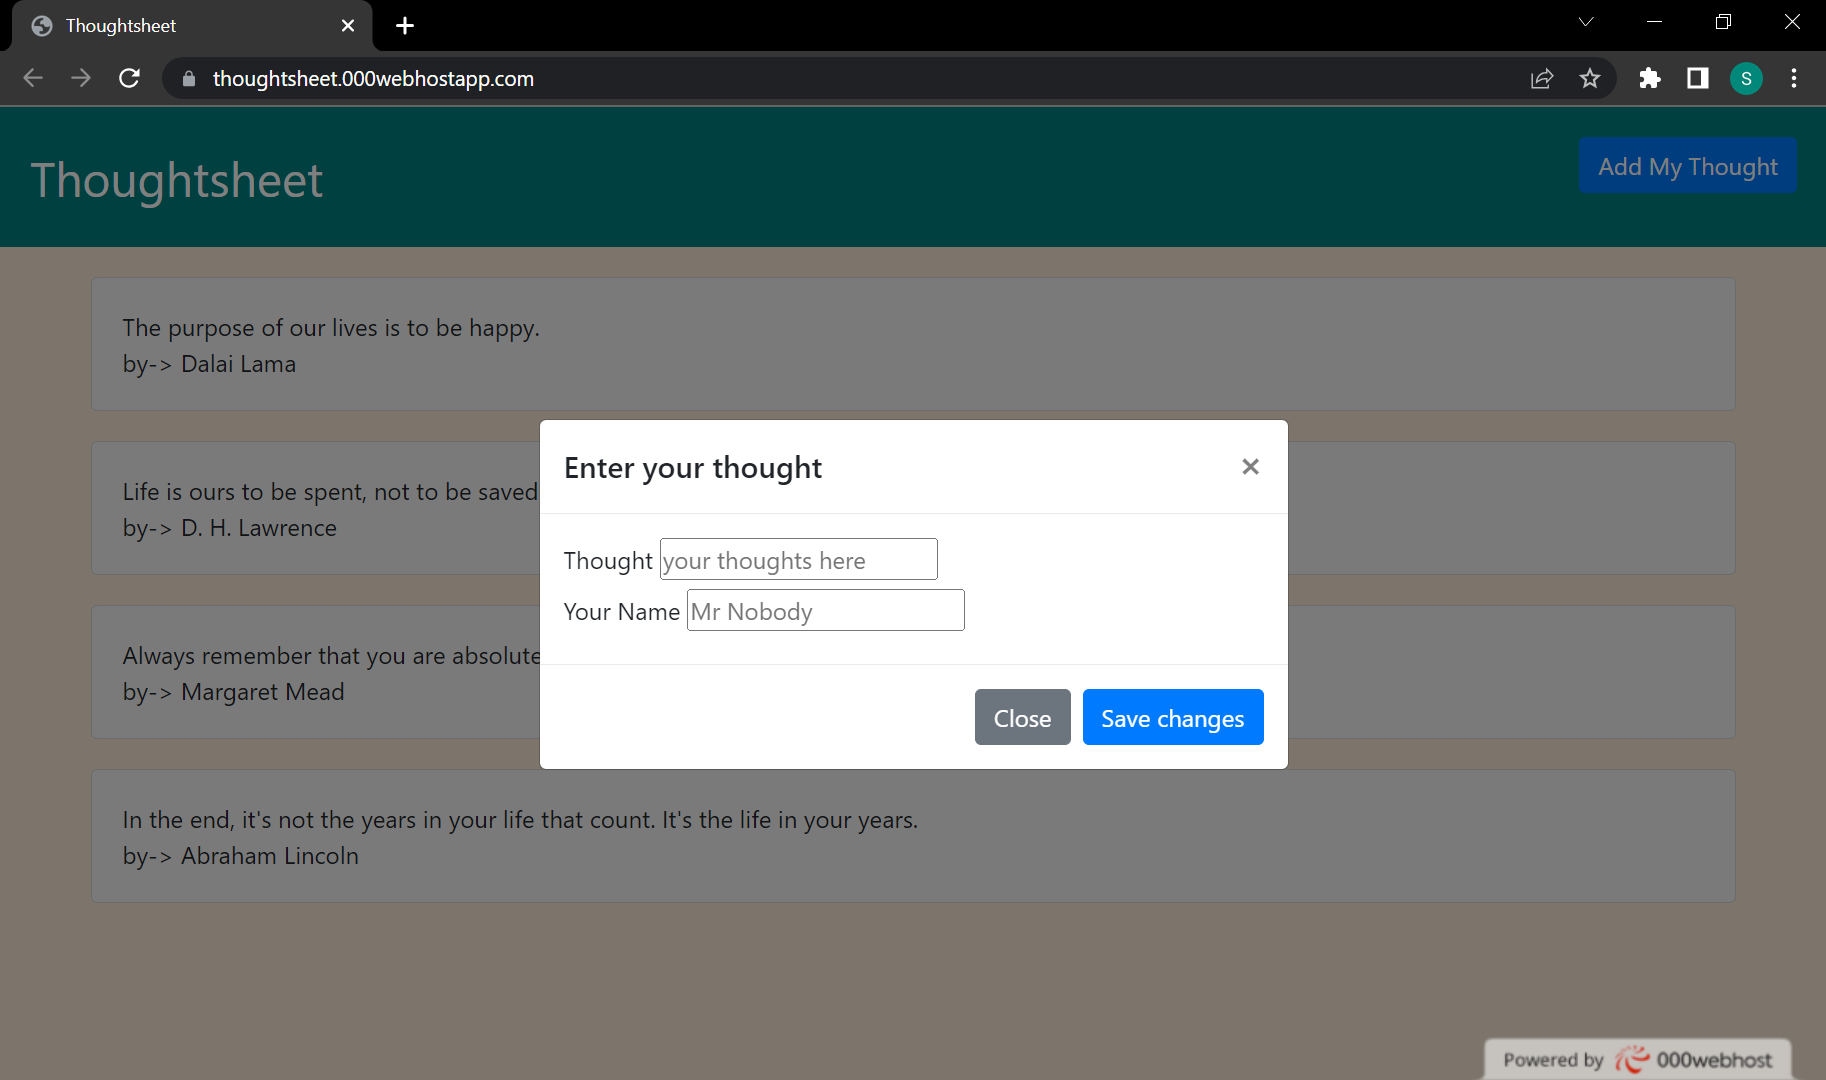 Thoughtsheet
thoughtsheet.000webhostapp.com
S
Thoughtsheet
Add My Thought
The purpose of our lives is to be happy.
by-> Dalai Lama
Life is ours to be spent, not to be saved
by-> D. H. Lawrence
Always remember that you are absolute
by-> Margaret Mead
Enter your thought
×
Thought your thoughts here
Your Name Mr Nobody
Close Save changes
In the end, it's not the years in your life that count. It's the life in your years.
by-> Abraham Lincoln
Powered by 000webhost